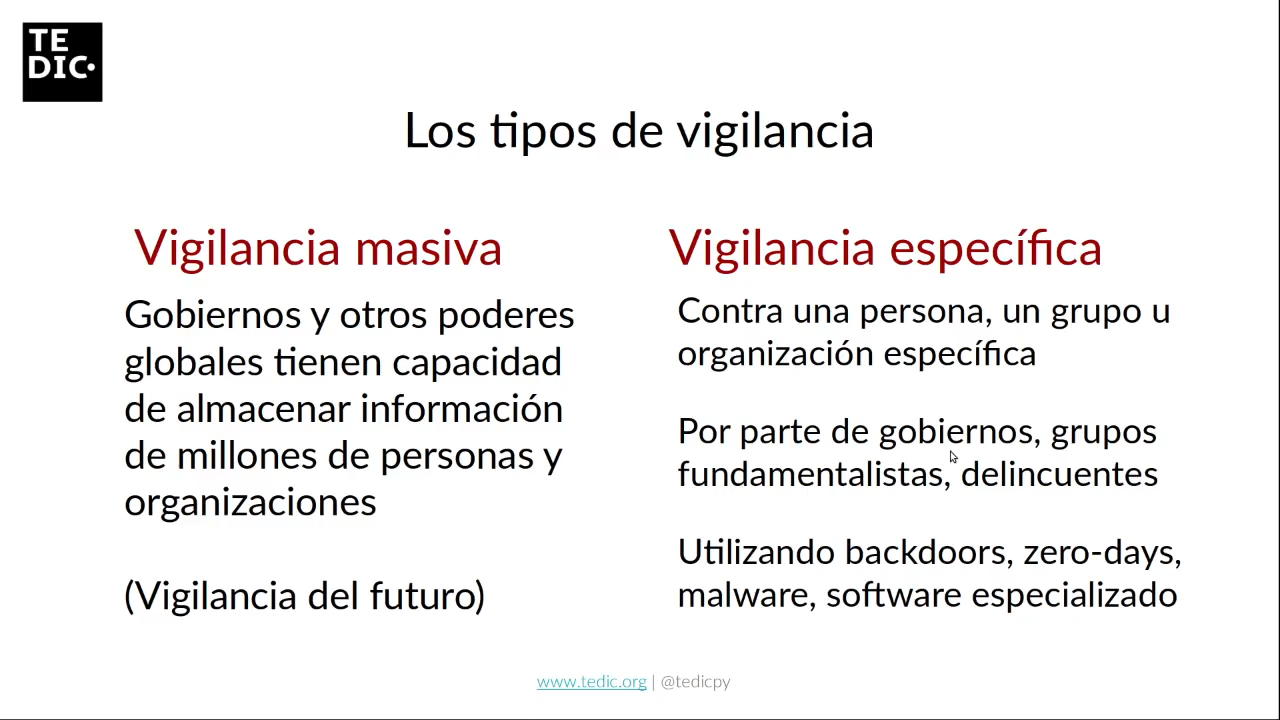 TE
DIC
Los tipos de vigilancia
Vigilancia masiva
Gobiernos y otros poderes
globales tienen capacidad
de almacenar información
de millones de personas y
organizaciones
(Vigilancia del futuro)
Vigilancia específica
Contra una persona, un grupo u
organización específica
Por parte de gobiernos, grupos
fundamentalistas, delincuentes
Utilizando backdoors, zero-days,
malware, software especializado
www.tedic.org | @tedicpy